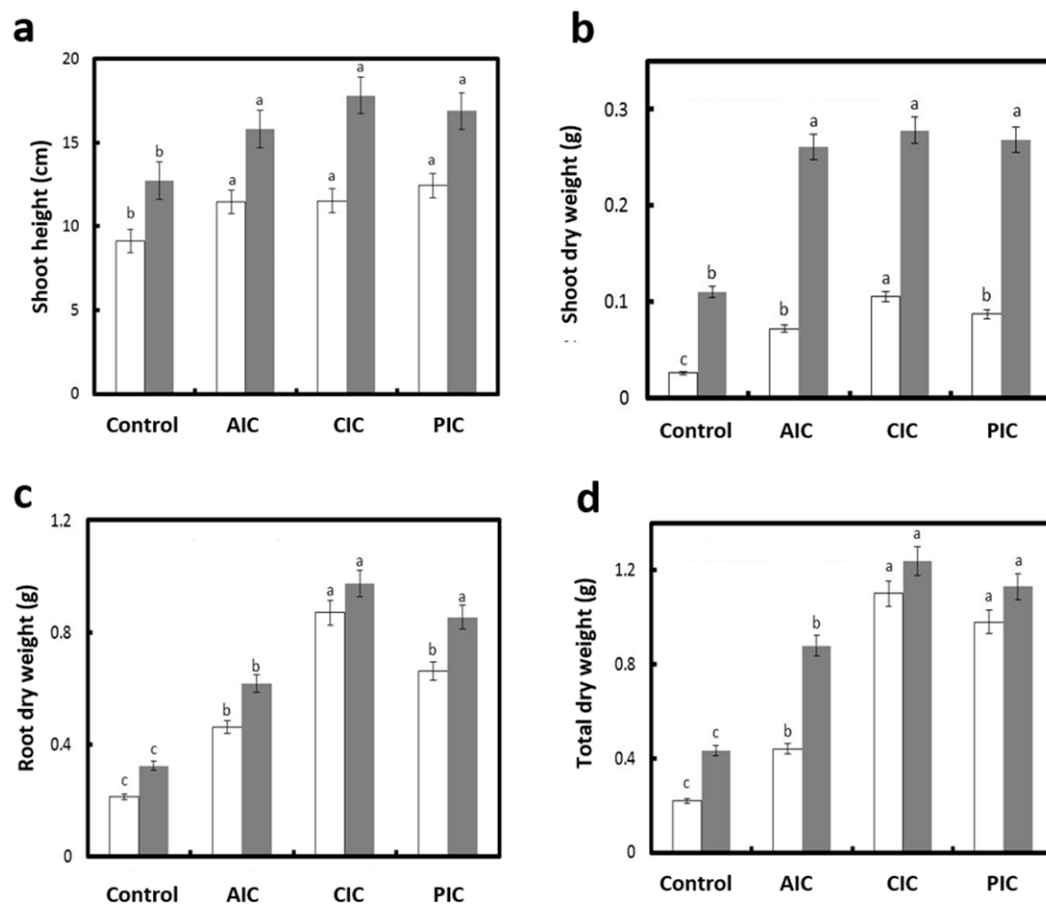 a
Shoot height (cm)
20
15
10
5
0
b
b
a
a
a
a
a
a
Control AIC CIC PIC
b
Shoot dry weight (g)
0.3
0.2
0.1
0
c
b
b
a
a
a
b
a
Control AIC CIC PIC
c
Root dry weight (g)
1.2
0.8
0.4
0
c
c
b
b
a
a
b
a
Control AIC CIC PIC
d
Total dry weight (g)
1.2
0.8
0.4
0
c
c
b
b
a
a
a
a
Control AIC CIC PIC